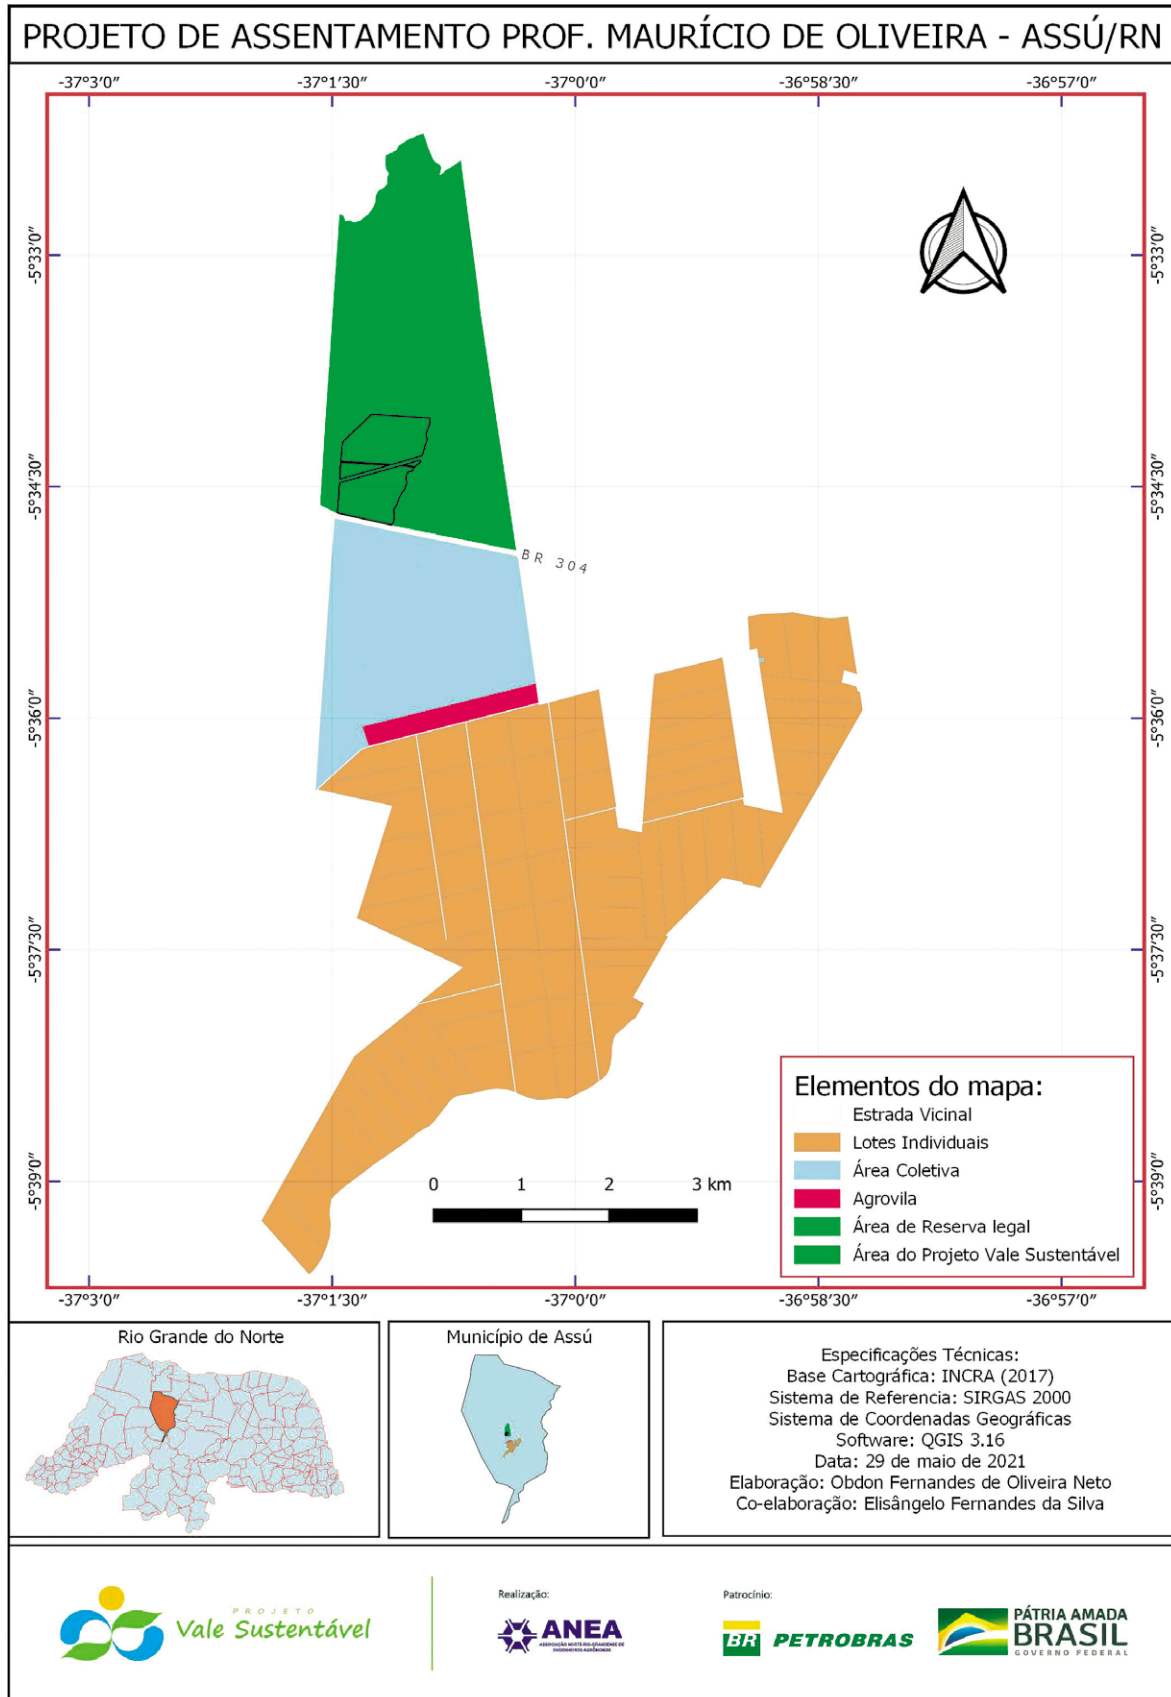 PROJETO DE ASSENTAMENTO PROF. MAURÍCIO DE OLIVEIRA - ASSÚ/RN
-37°3'0" -37°1'30" -37°0'0" -36°58'30" -36°57'0"
-5°33'0" -5°33'0"
-5°34'30" -5°34'30"
BR 304
-5°36'0" -5°36'0"
-5°37'30" -5°37'30"
Elementos do mapa:
Estrada Vicinal
Lotes Individuais
Área Coletiva
Agrovila
Área de Reserva legal
Área do Projeto Vale Sustentável
-5°39'0" -5°39'0"
0 1 2 3 km
-37°3'0" -37°1'30" -37°0'0" -36°58'30" -36°57'0"
Rio Grande do Norte
Município de Assú
Especificações Técnicas:
Base Cartográfica: INCRA (2017)
Sistema de Referencia: SIRGAS 2000
Sistema de Coordenadas Geográficas
Software: QGIS 3.16
Data: 29 de maio de 2021
Elaboração: Obdon Fernandes de Oliveira Neto
Co-elaboração: Elisângelo Fernandes da Silva
PROJETO
Vale Sustentável
Realização:
ANEA
ASSOCIAÇÃO NORTE-RIO-GRANDENSE DE
ENGENHEIROS AGRÔNOMOS
Patrocínio:
BR PETROBRAS
PÁTRIA AMADA
BRASIL
GOVERNO FEDERAL